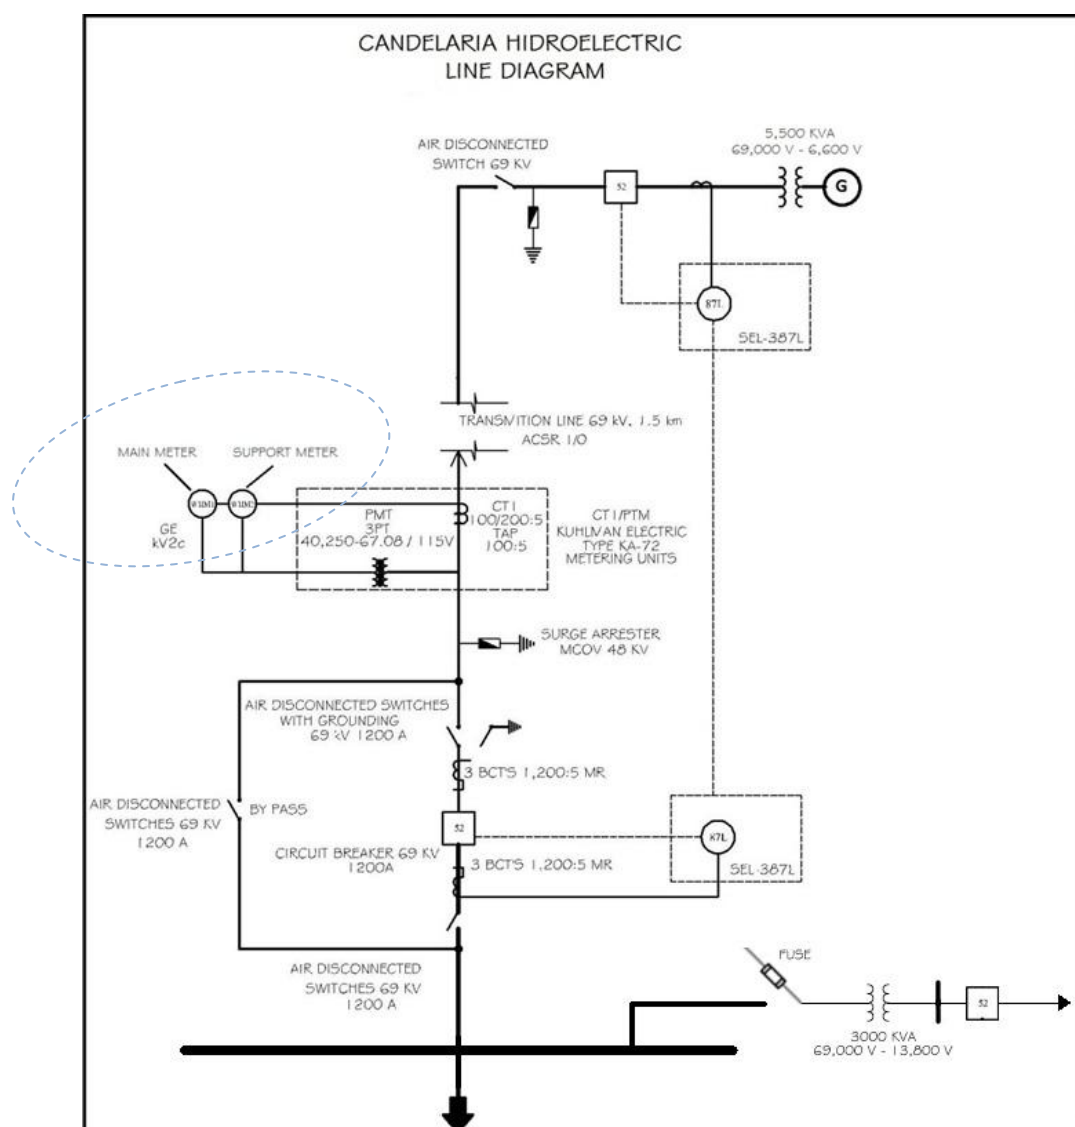 CANDELARIA HIDROELECTRIC
LINE DIAGRAM
AIR DISCONNECTED
SWITCH 69 KV
5,500 KVA
69,000 V - 6,600 V
52
G
87L
SEL-387L
TRANSMITION LINE 69 kV, 1.5 km
ACSR 1/0
MAIN METER
SUPPORT METER
GE
kV2c
PMT
3PT
40,250-67.08 / 115V
CT1
100/200:5
TAP
100:5
CT1/PTM
KUHLMAN ELECTRIC
TYPE KA-72
METERING UNITS
SURGE ARRESTER
MCOV 48 KV
AIR DISCONNECTED SWITCHES
WITH GROUNDING
69 kV 1200 A
3 BCT'S 1,200:5 MR
AIR DISCONNECTED
SWITCHES 69 KV
1200 A
BY PASS
52
87L
CIRCUIT BREAKER 69 KV
1200A
3 BCT'S 1,200:5 MR
SEL-387L
AIR DISCONNECTED
SWITCHES 69 KV
1200 A
FUSE
52
3000 KVA
69,000 V - 13,800 V